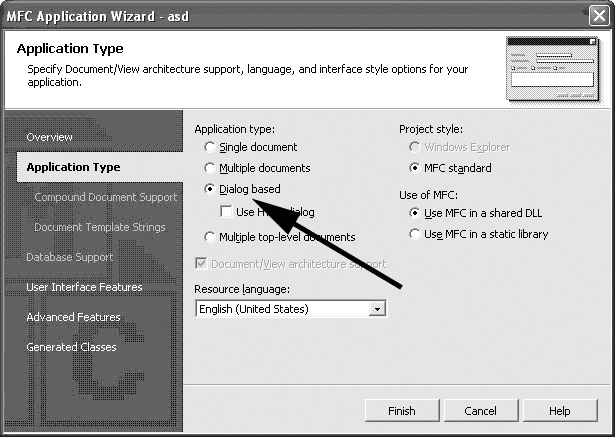 MFC Application Wizard - asd
Application Type
Specify Document/View architecture support, language, and interface style options for your
application.
Overview
Application Type
Compound Document Support
Document Template Strings
Database Support
User Interface Features
Advanced Features
Generated Classes
Application type:
Single document
Multiple documents
Dialog based
Use dialog
Multiple top-level documents
Document/View architecture support
Resource language:
English (United States)
Project style:
Windows Explorer
MFC standard
Use of MFC:
Use MFC in a shared DLL
Use MFC in a static library
Finish
Cancel
Help